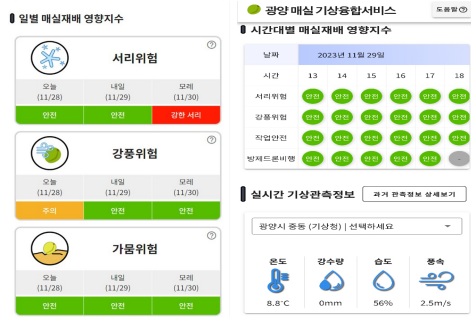 일별 매실재배 영향지수
서리위험
오늘 내일 모레
(11/28) (11/29) (11/30)
안전 안전 강한 서리
강풍위험
오늘 내일 모레
(11/28) (11/29) (11/30)
주의 안전 안전
가뭄위험
오늘 내일 모레
(11/28) (11/29) (11/30)
안전 안전 안전
광양 매실 기상융합서비스 도움말
시간대별 매실재배 영향지수
날짜 2023년 11월 29일
시간 13 14 15 16 17 18
서리위험 안전 안전 안전 안전 안전 안전
강풍위험 안전 안전 안전 안전 안전 안전
작업안전 안전 안전 안전 안전 안전 안전
방제드론비행 안전 안전 안전 안전 안전 -
실시간 기상관측정보 과거 관측정보 상세보기
광양시 중동 (기상청) | 선택하세요
온도 강수량 습도 풍속
8.8℃ 0mm 56% 2.5m/s